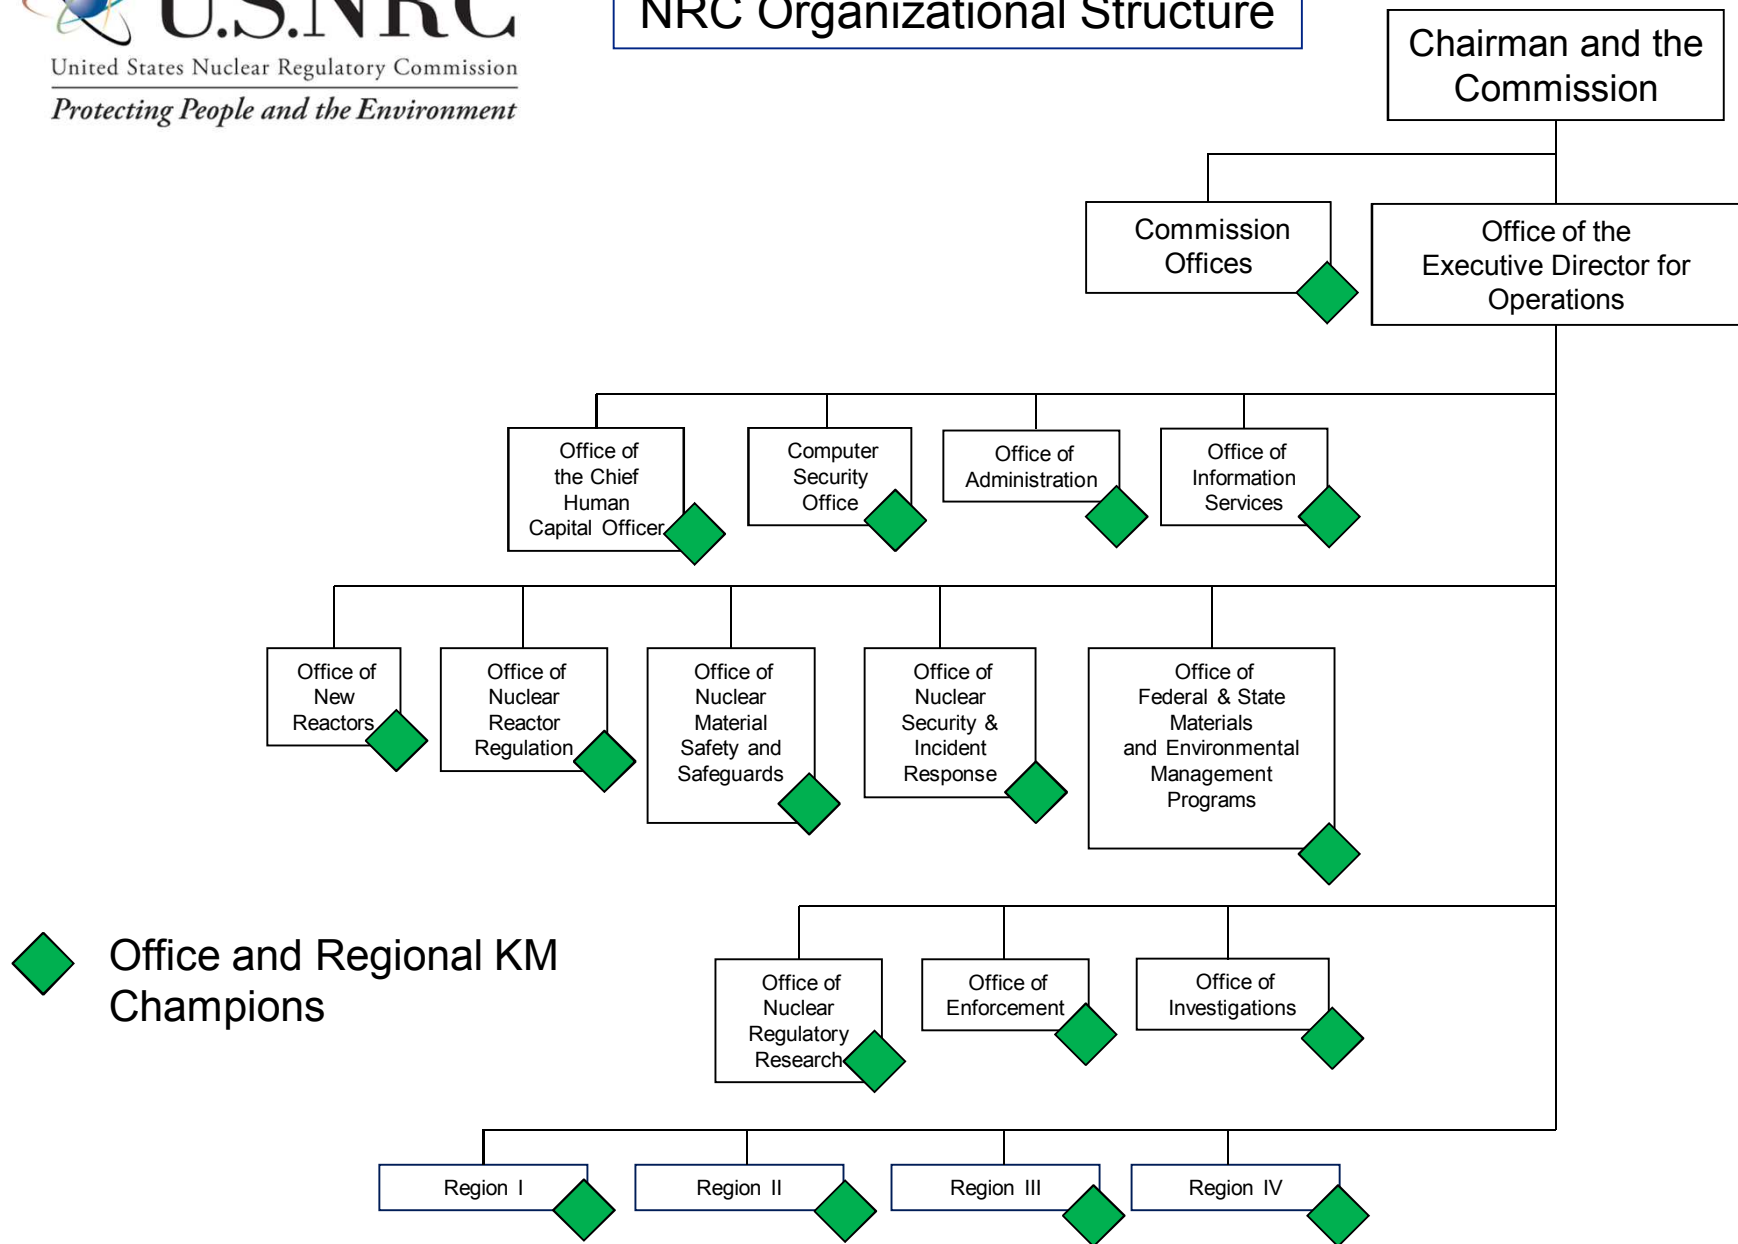 U.S.NRC
United States Nuclear Regulatory Commission
Protecting People and the Environment
NRC Organizational Structure
Chairman and the
Commission
Commission
Offices
Office of the
Executive Director for
Operations
Office of
the Chief
Human
Capital Officer
Computer
Security
Office
Office of
Administration
Office of
Information
Services
Office of
New
Reactors
Office of
Nuclear
Reactor
Regulation
Office of
Nuclear
Material
Safety and
Safeguards
Office of
Nuclear
Security &
Incident
Response
Office of
Federal & State
Materials
and Environmental
Management
Programs
Office and Regional KM
Champions
Office of
Nuclear
Regulatory
Research
Office of
Enforcement
Office of
Investigations
Region I
Region II
Region III
Region IV